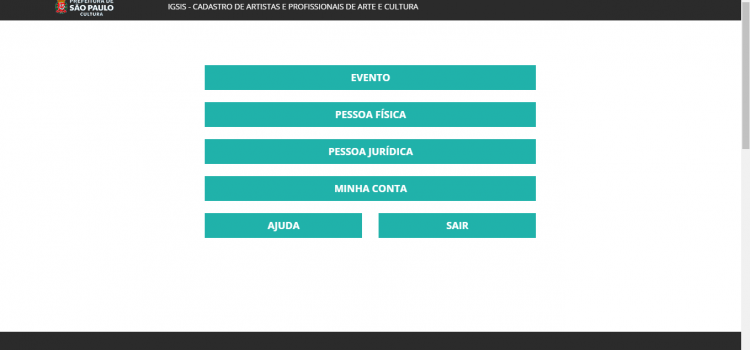 PREFEITURA DE
SÃO PAULO
CULTURA
IGSIS - CADASTRO DE ARTISTAS E PROFISSIONAIS DE ARTE E CULTURA
EVENTO
PESSOA FÍSICA
PESSOA JURÍDICA
MINHA CONTA
AJUDA
SAIR